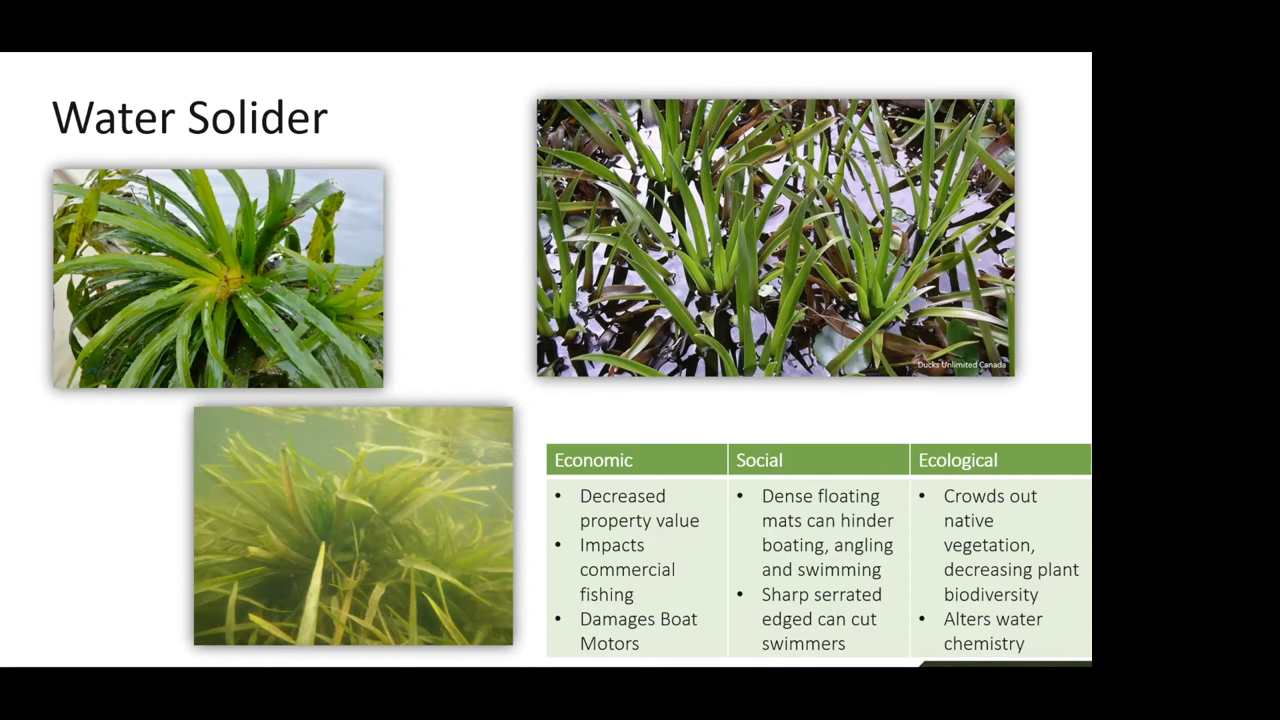 Water Solider
Ducks Unlimited Canada
Economic
Social
Ecological
• Decreased
property value
• Impacts
commercial
fishing
• Damages Boat
Motors
• Dense floating
mats can hinder
boating, angling
and swimming
• Sharp serrated
edged can cut
swimmers
• Crowds out
native
vegetation,
decreasing plant
biodiversity
• Alters water
chemistry